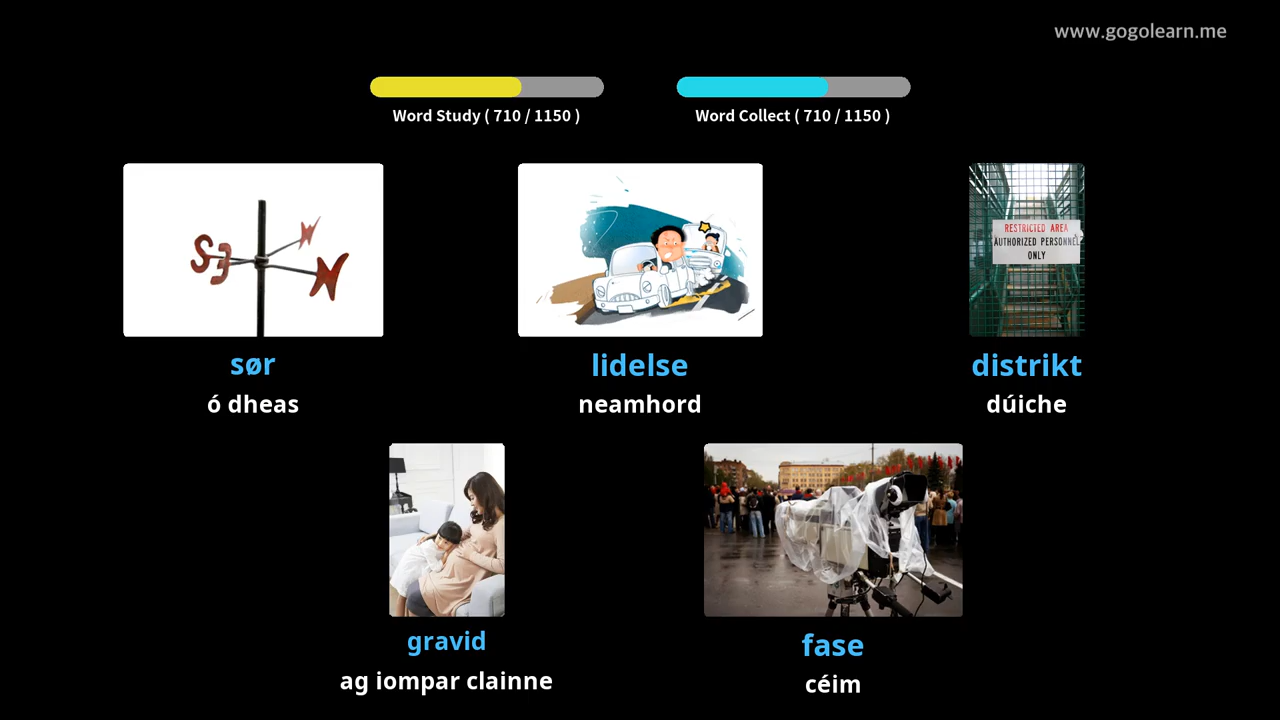 www.gogolearn.me
Word Study ( 710 / 1150 )
Word Collect ( 710 / 1150 )
S
E
N
W
RESTRICTED AREA
AUTHORIZED PERSONNEL
ONLY
sør
lidelse
distrikt
ó dheas
neamhord
dúiche
gravid
fase
ag iompar clainne
céim